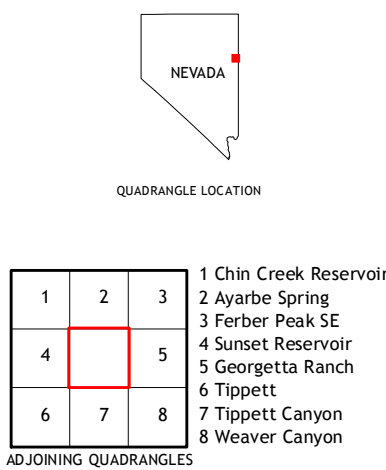 NEVADA
QUADRANGLE LOCATION
1 2 3
4 5
6 7 8
1 Chin Creek Reservoir
2 Ayarbe Spring
3 Ferber Peak SE
4 Sunset Reservoir
5 Georgetta Ranch
6 Tippett
7 Tippett Canyon
8 Weaver Canyon
ADJOINING QUADRANGLES